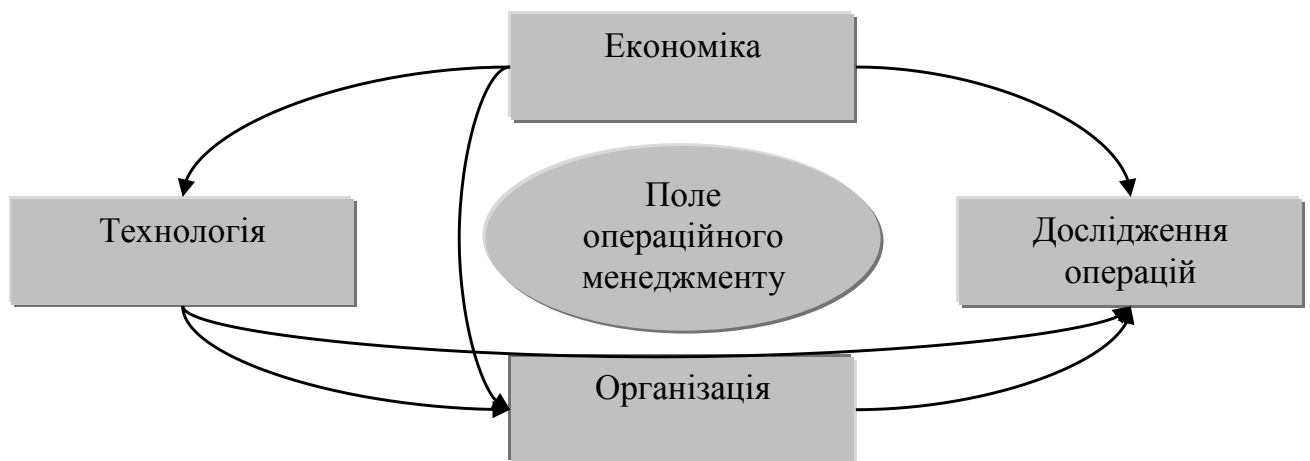 Економіка
Технологія
Поле
операційного
менеджменту
Дослідження
операцій
Організація